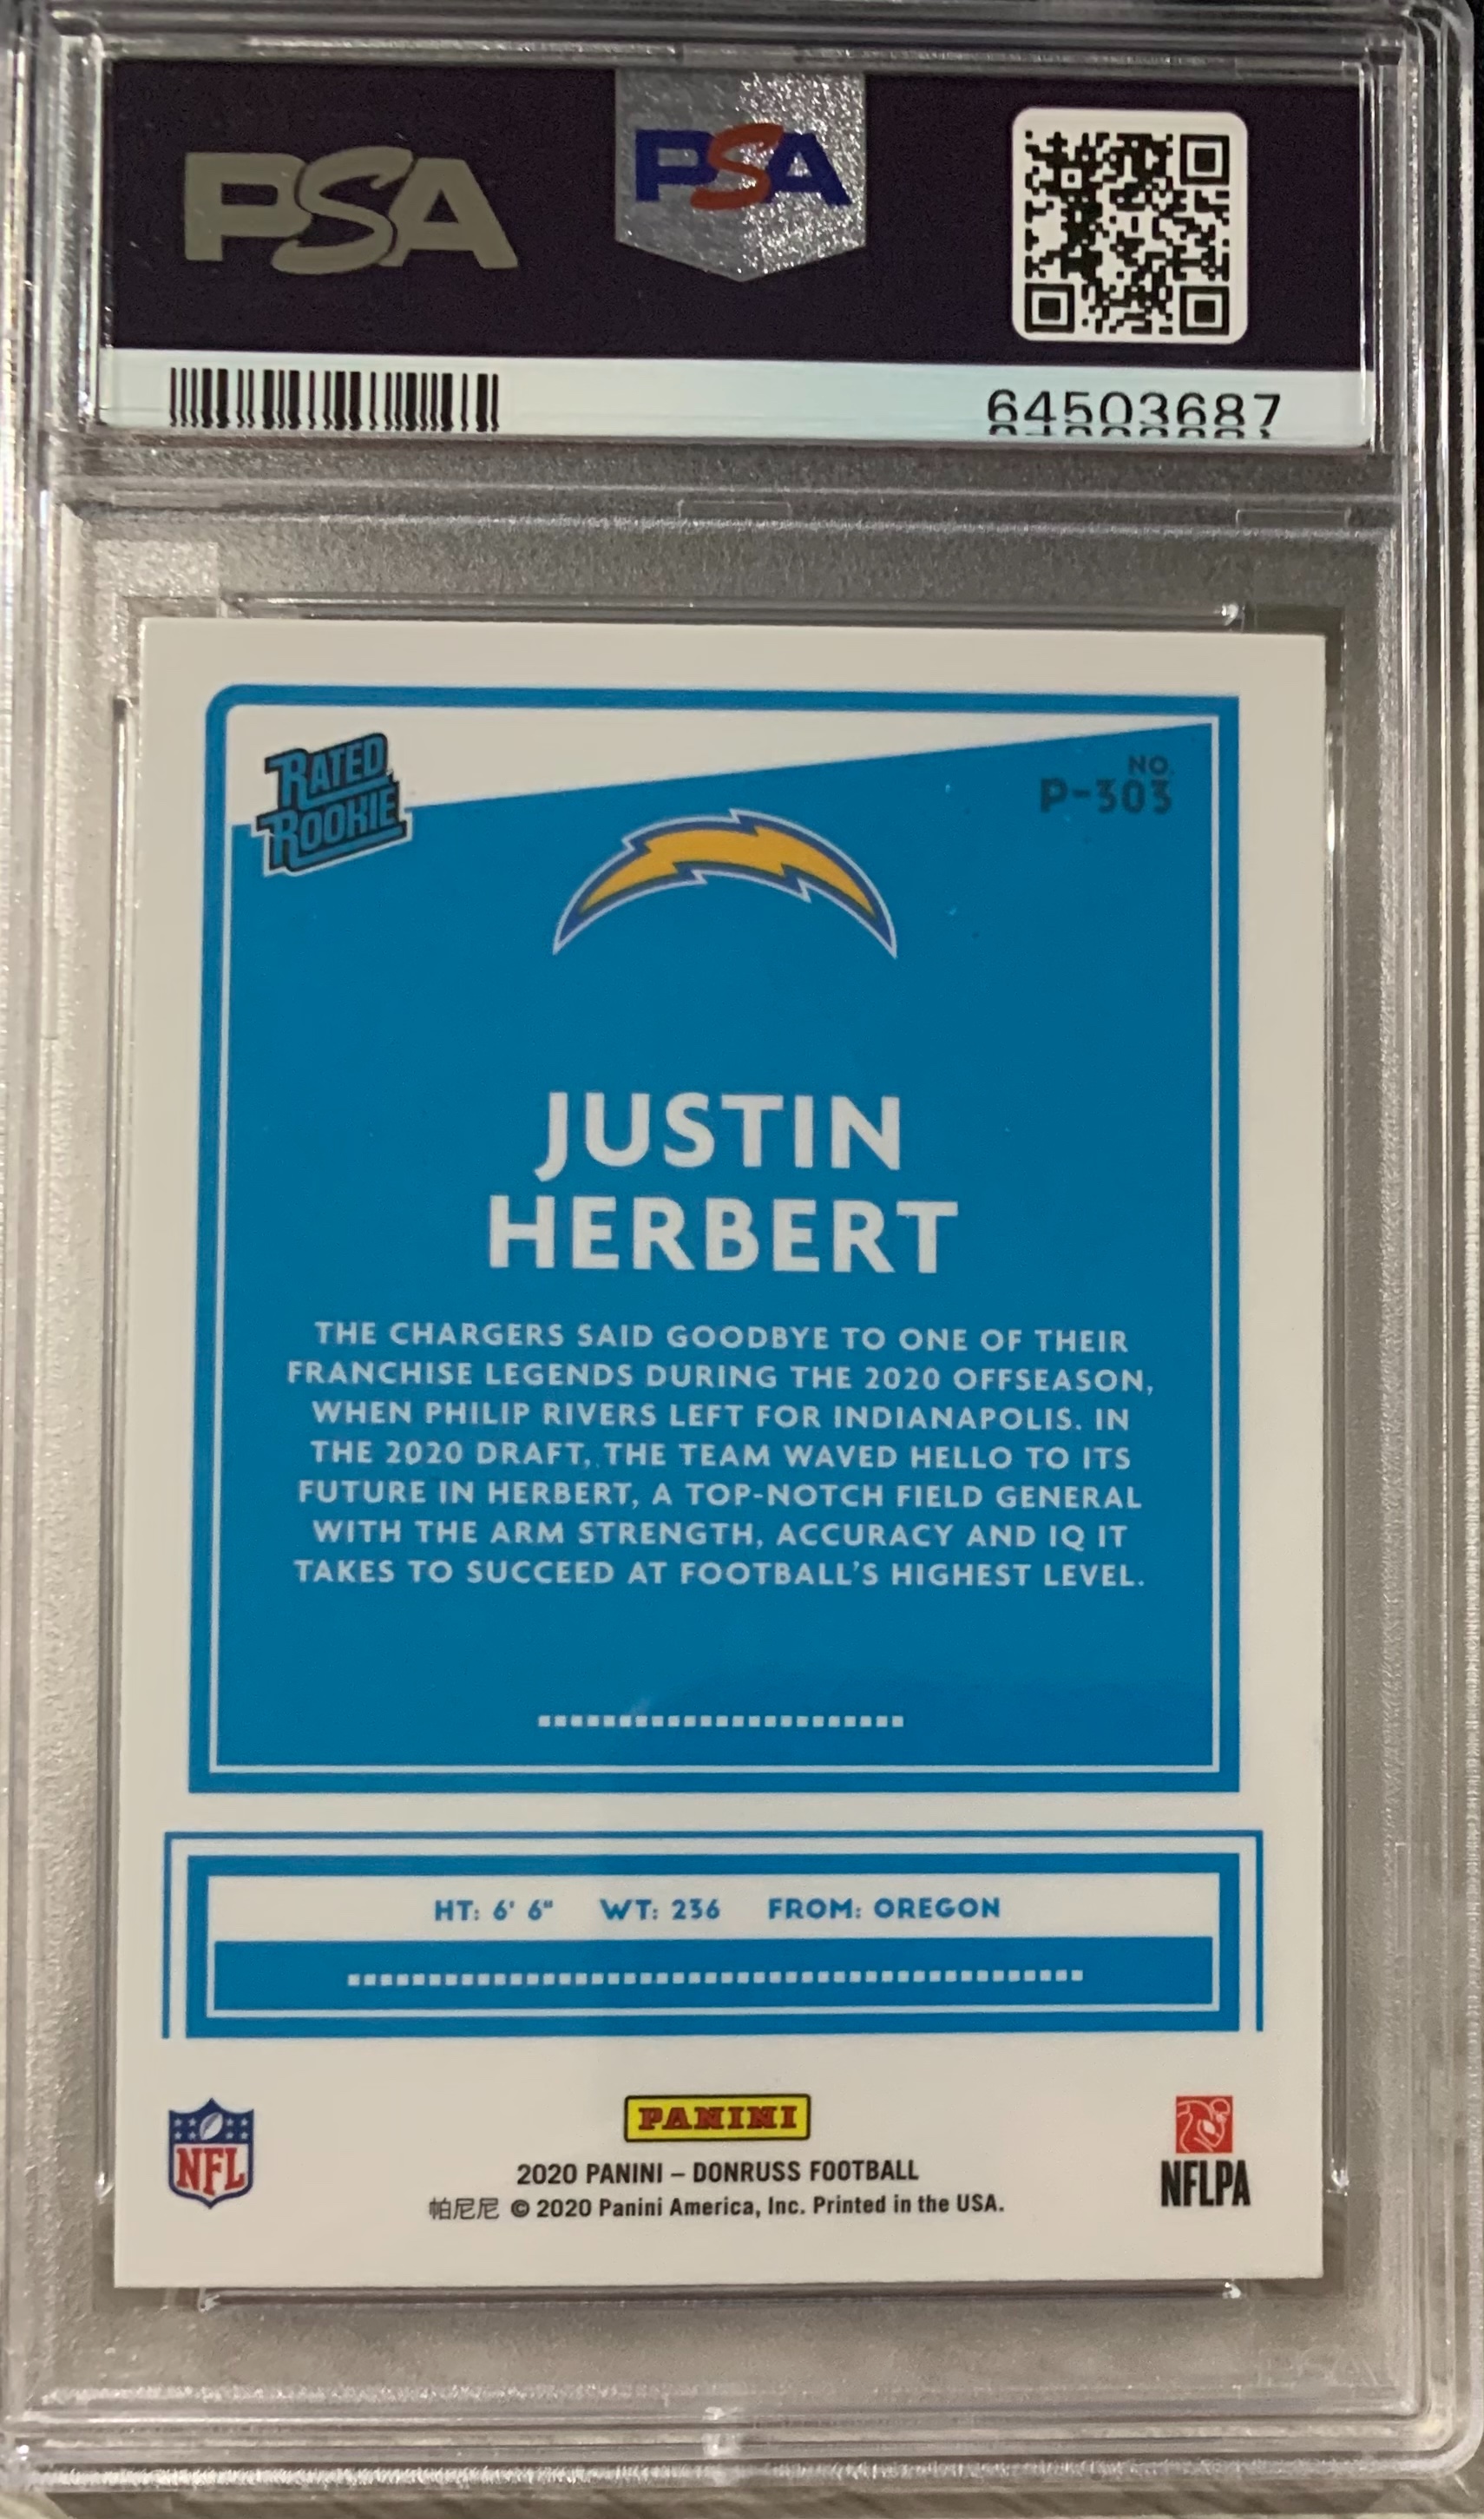 PSA
PSA
64503687
RATED
ROOKIE
NO.
P-303
JUSTIN
HERBERT
THE CHARGERS SAID GOODBYE TO ONE OF THEIR
FRANCHISE LEGENDS DURING THE 2020 OFFSEASON,
WHEN PHILIP RIVERS LEFT FOR INDIANAPOLIS. IN
THE 2020 DRAFT, THE TEAM WAVED HELLO TO ITS
FUTURE IN HERBERT, A TOP-NOTCH FIELD GENERAL
WITH THE ARM STRENGTH, ACCURACY AND IQ IT
TAKES TO SUCCEED AT FOOTBALL'S HIGHEST LEVEL.
HT: 6' 6" WT: 236 FROM: OREGON
NFL
PANINI
2020 PANINI – DONRUSS FOOTBALL
帕尼尼 © 2020 Panini America, Inc. Printed in the USA.
NFLPA